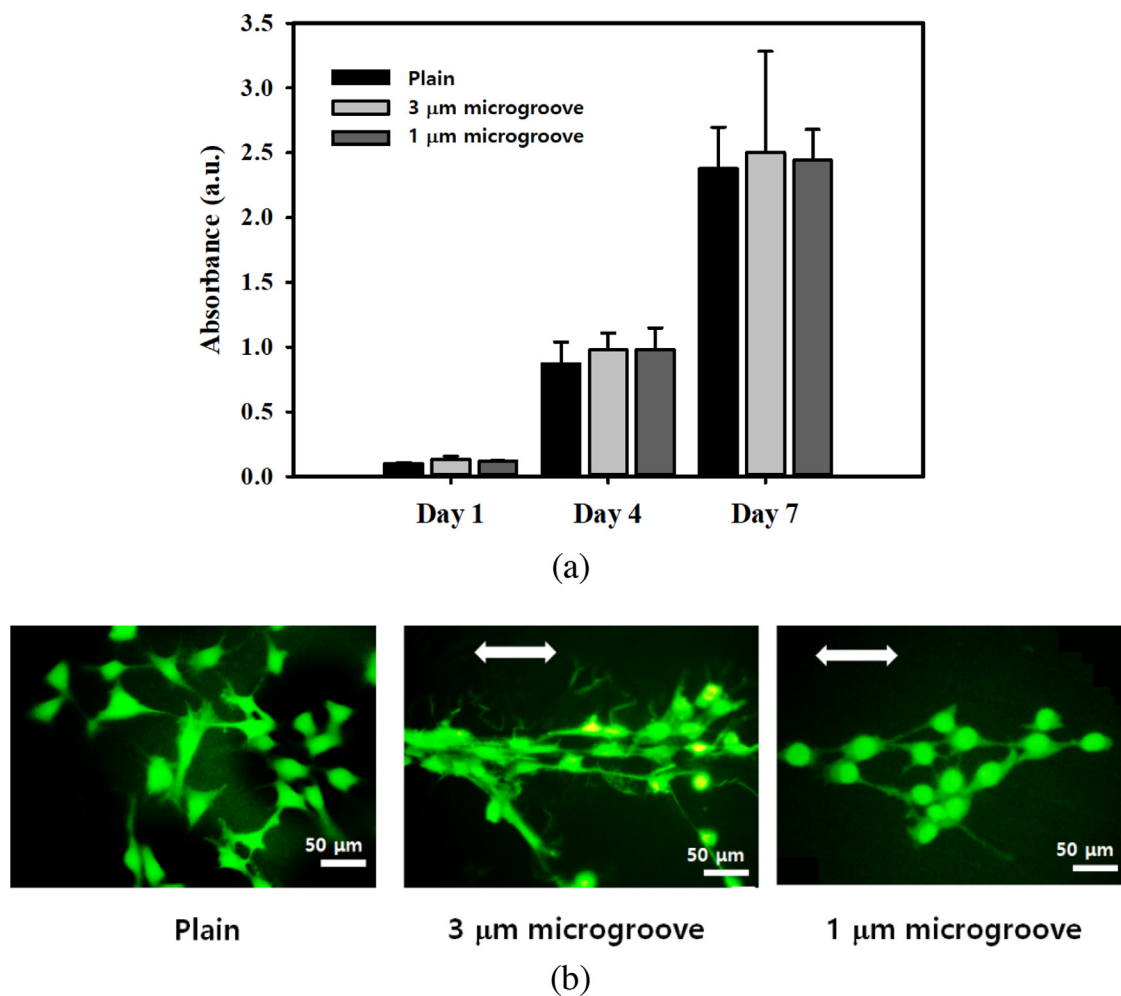 3.5
3.0
2.5
2.0
1.5
1.0
0.5
0.0
Absorbance (a.u.)
Plain
3 μm microgroove
1 μm microgroove
Day 1 Day 4 Day 7
(a)
50 μm 50 μm 50 μm
Plain 3 μm microgroove 1 μm microgroove
(b)